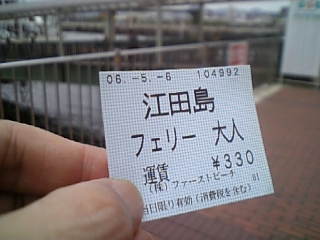 06.-5.-6 104992
江田島
フェリー 大人
運賃 ¥330
(株)ファーストビーチ 01
当日限り有効(消費税を含む)